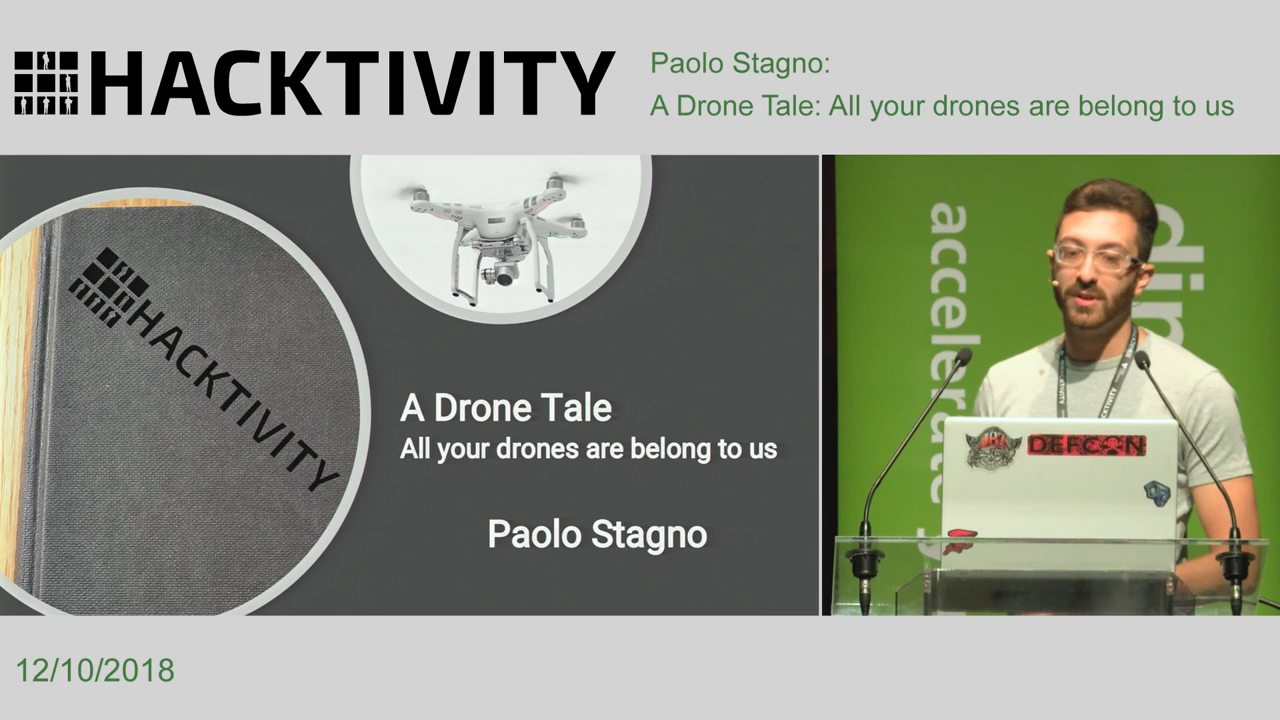 HACKTIVITY
Paolo Stagno:
A Drone Tale: All your drones are belong to us
HACKTIVITY
A Drone Tale
All your drones are belong to us
Paolo Stagno
accelerate
DEFCON
12/10/2018